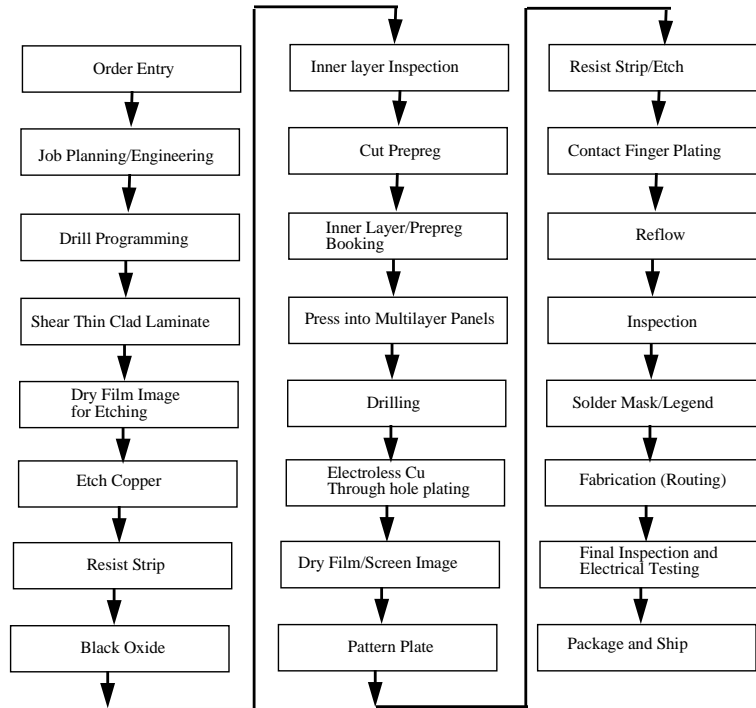 Order Entry
Job Planning/Engineering
Drill Programming
Shear Thin Clad Laminate
Dry Film Image
for Etching
Etch Copper
Resist Strip
Black Oxide
Inner layer Inspection
Cut Prepreg
Inner Layer/Prepreg
Booking
Press into Multilayer Panels
Drilling
Electroless Cu
Through hole plating
Dry Film/Screen Image
Pattern Plate
Resist Strip/Etch
Contact Finger Plating
Reflow
Inspection
Solder Mask/Legend
Fabrication (Routing)
Final Inspection and
Electrical Testing
Package and Ship